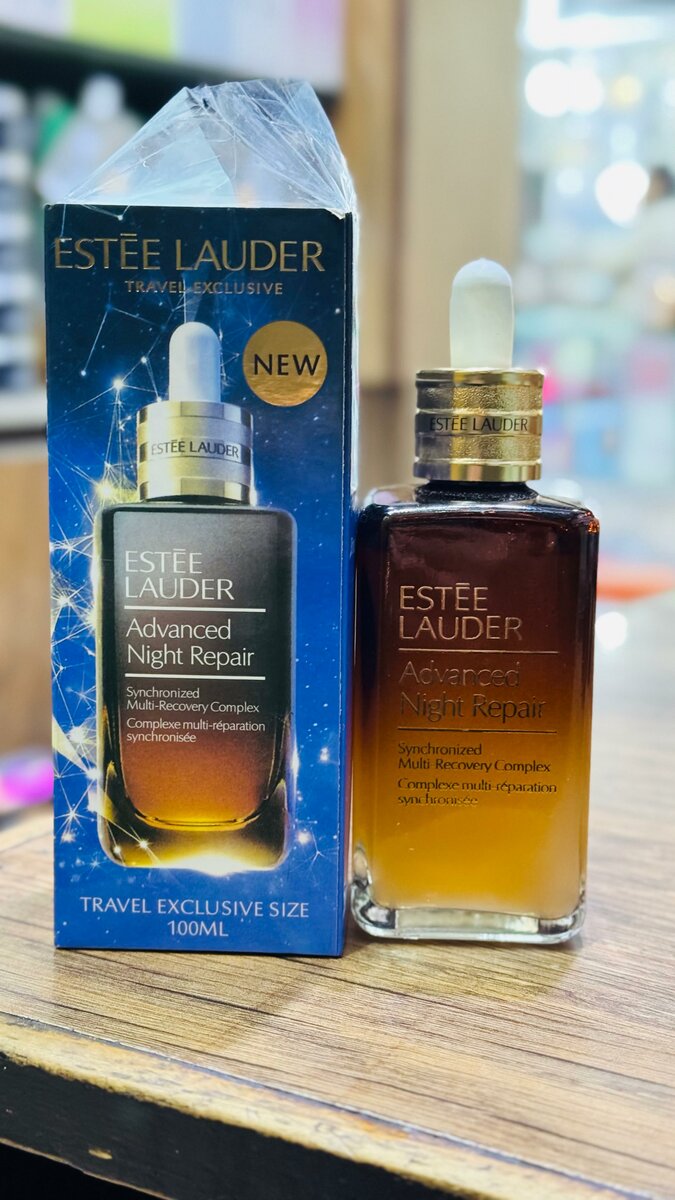 ESTĒE LAUDER
TRAVEL EXCLUSIVE
NEW
ESTĒE LAUDER
ESTĒE
LAUDER
Advanced
Night Repair
Synchronized
Multi-Recovery Complex
Complexe multi-réparation
synchronisée
TRAVEL EXCLUSIVE SIZE
100ML
ESTĒE LAUDER
ESTĒE
LAUDER
Advanced
Night Repair
Synchronized
Multi-Recovery Complex
Complexe multi-réparation
synchronisée